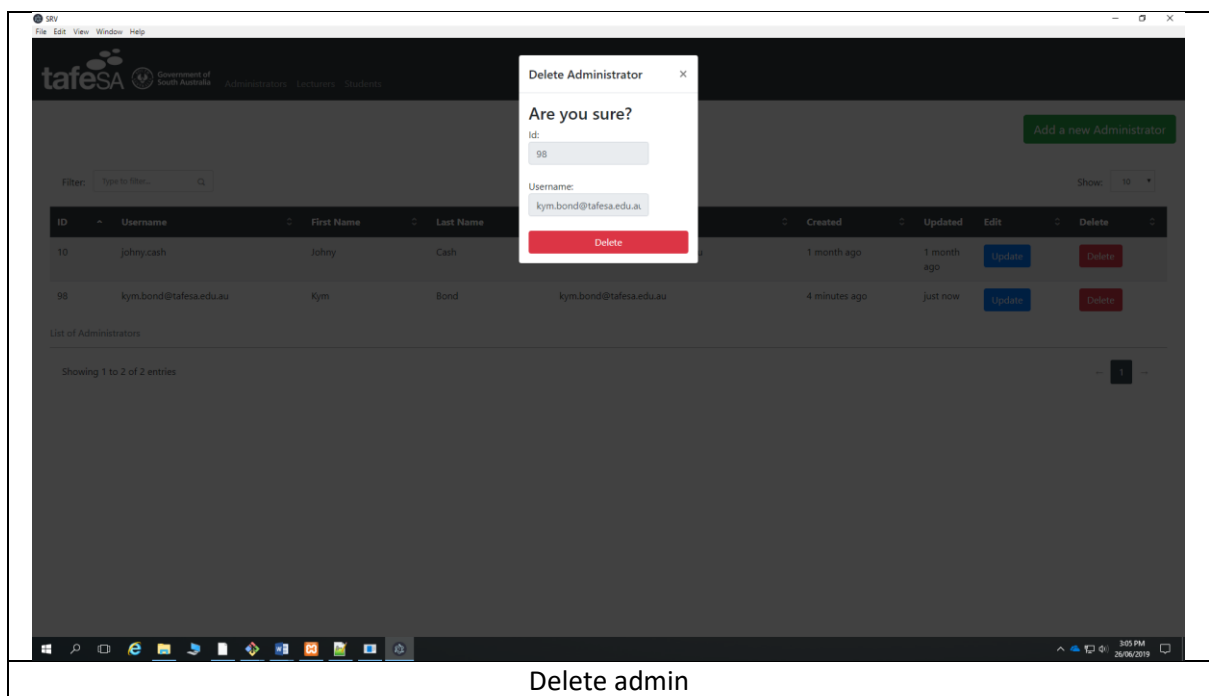 SRV
File Edit View Window Help
tafeSA Government of South Australia Administrators Lecturers Students
Delete Administrator ×
Are you sure?
Id:
98
Username:
kym.bond@tafesa.edu.au
Delete
Add a new Administrator
Filter: Type to filter... Show: 10
ID Username First Name Last Name Created Updated Edit Delete
10 johny.cash Johny Cash 1 month ago 1 month ago Update Delete
98 kym.bond@tafesa.edu.au Kym Bond kym.bond@tafesa.edu.au 4 minutes ago just now Update Delete
List of Administrators
Showing 1 to 2 of 2 entries 1
3:05 PM
26/06/2019
Delete admin